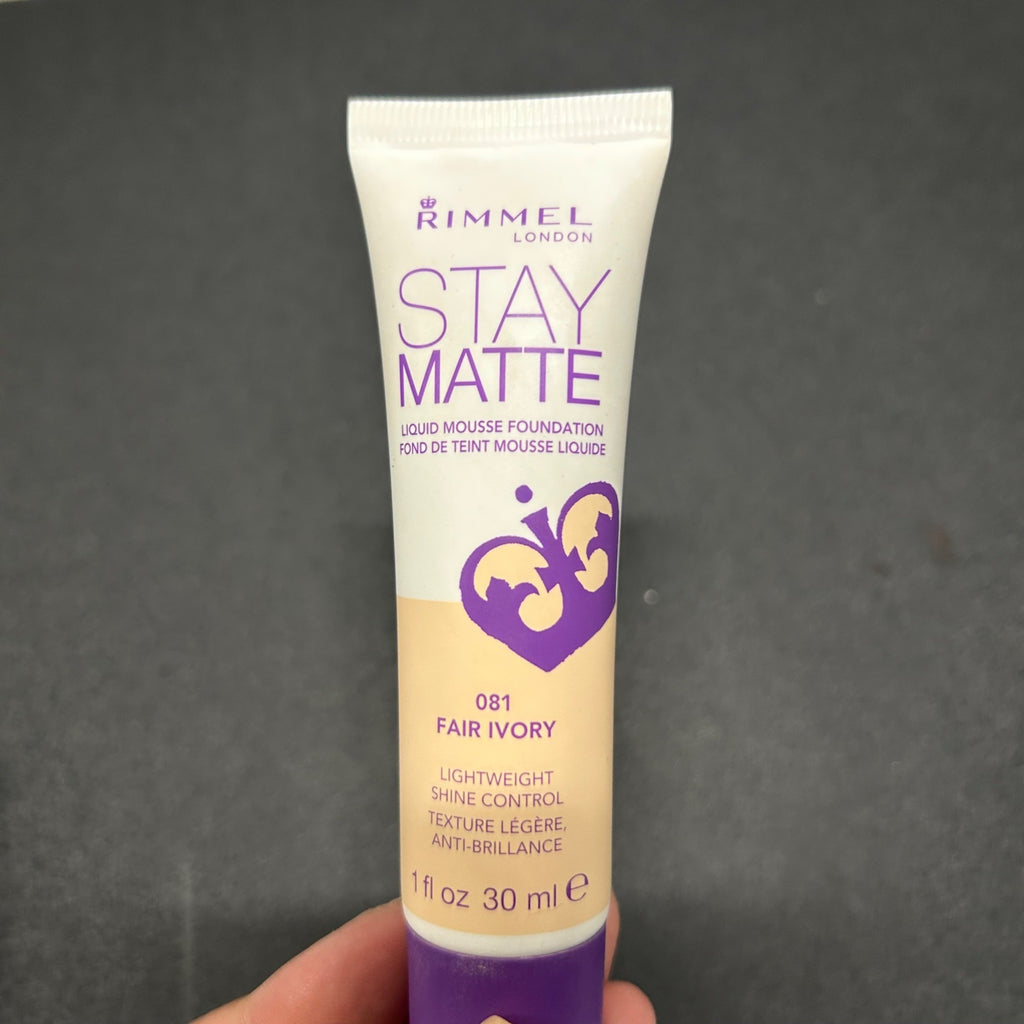 RIMMEL
LONDON
STAY
MATTE
LIQUID MOUSSE FOUNDATION
FOND DE TEINT MOUSSE LIQUIDE
081
FAIR IVORY
LIGHTWEIGHT
SHINE CONTROL
TEXTURE LÉGÈRE,
ANTI-BRILLANCE
1 fl oz 30 ml ℮